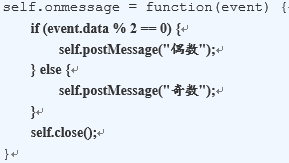 self.onmessage = function(event) {
if (event.data % 2 == 0) {
self.postMessage("偶数");
} else {
self.postMessage("奇数");
}
self.close();
}